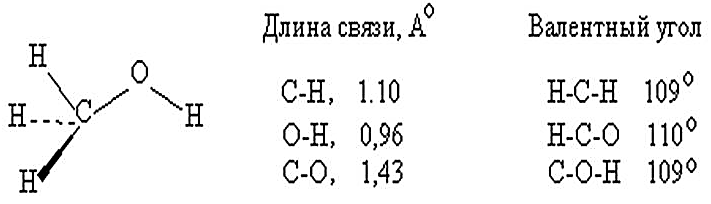 Длина связи, А° Валентный угол
H
O
C-H, 1.10 H-C-H 109°
H C H
O-H, 0,96 H-C-O 110°
C-O, 1,43 C-O-H 109°
H